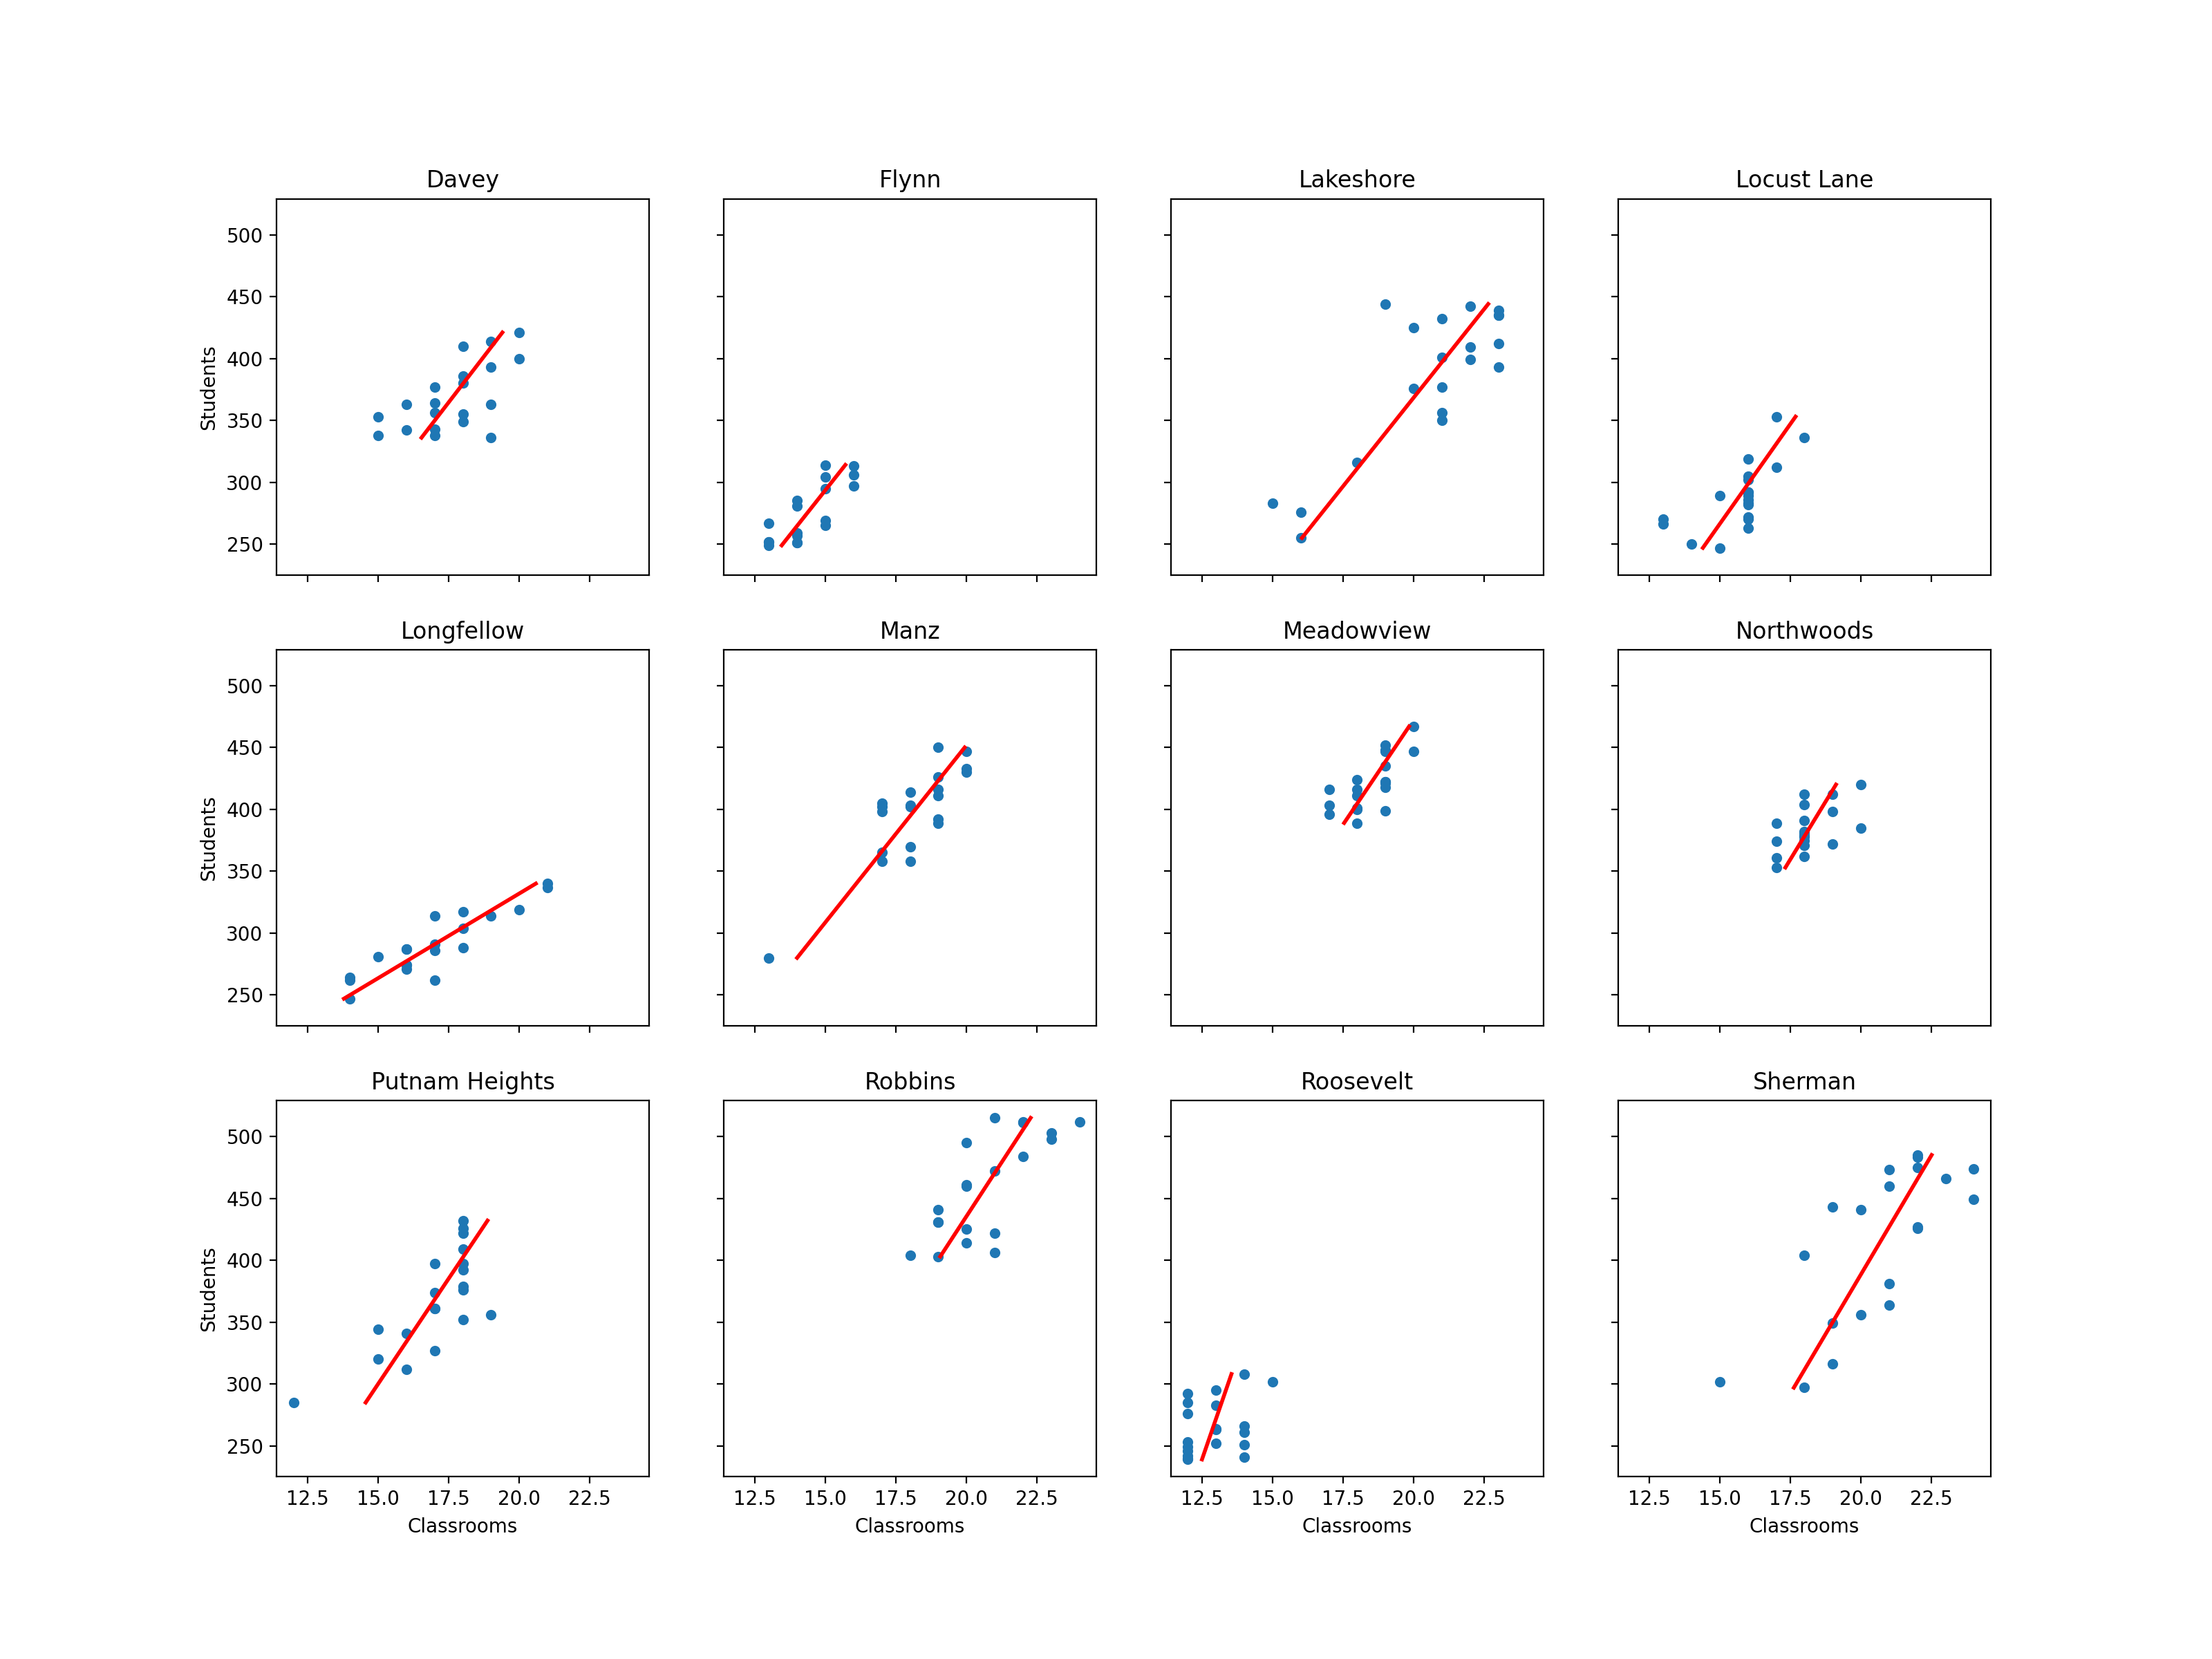 Davey Flynn Lakeshore Locust Lane
500
450
400
350
300
250
Students
Longfellow Manz Meadowview Northwoods
500
450
400
350
300
250
Students
Putnam Heights Robbins Roosevelt Sherman
500
450
400
350
300
250
Students
12.5 15.0 17.5 20.0 22.5 12.5 15.0 17.5 20.0 22.5 12.5 15.0 17.5 20.0 22.5 12.5 15.0 17.5 20.0 22.5
Classrooms Classrooms Classrooms Classrooms